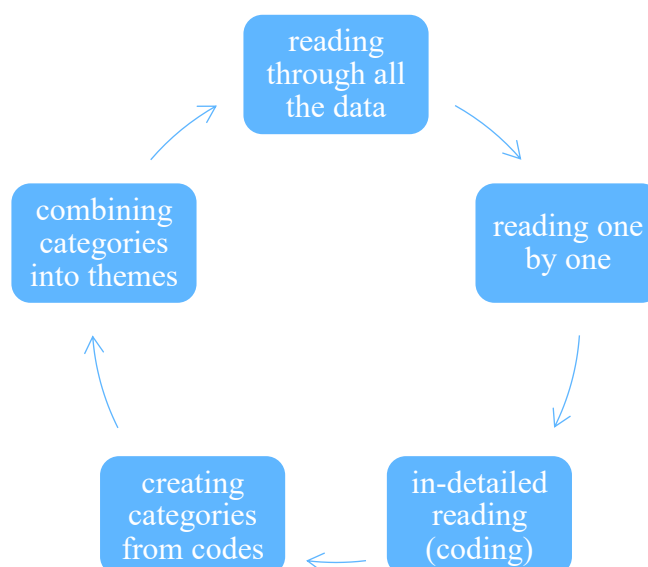 reading
through all
the data
reading one
by one
in-detailed
reading
(coding)
creating
categories
from codes
combining
categories
into themes